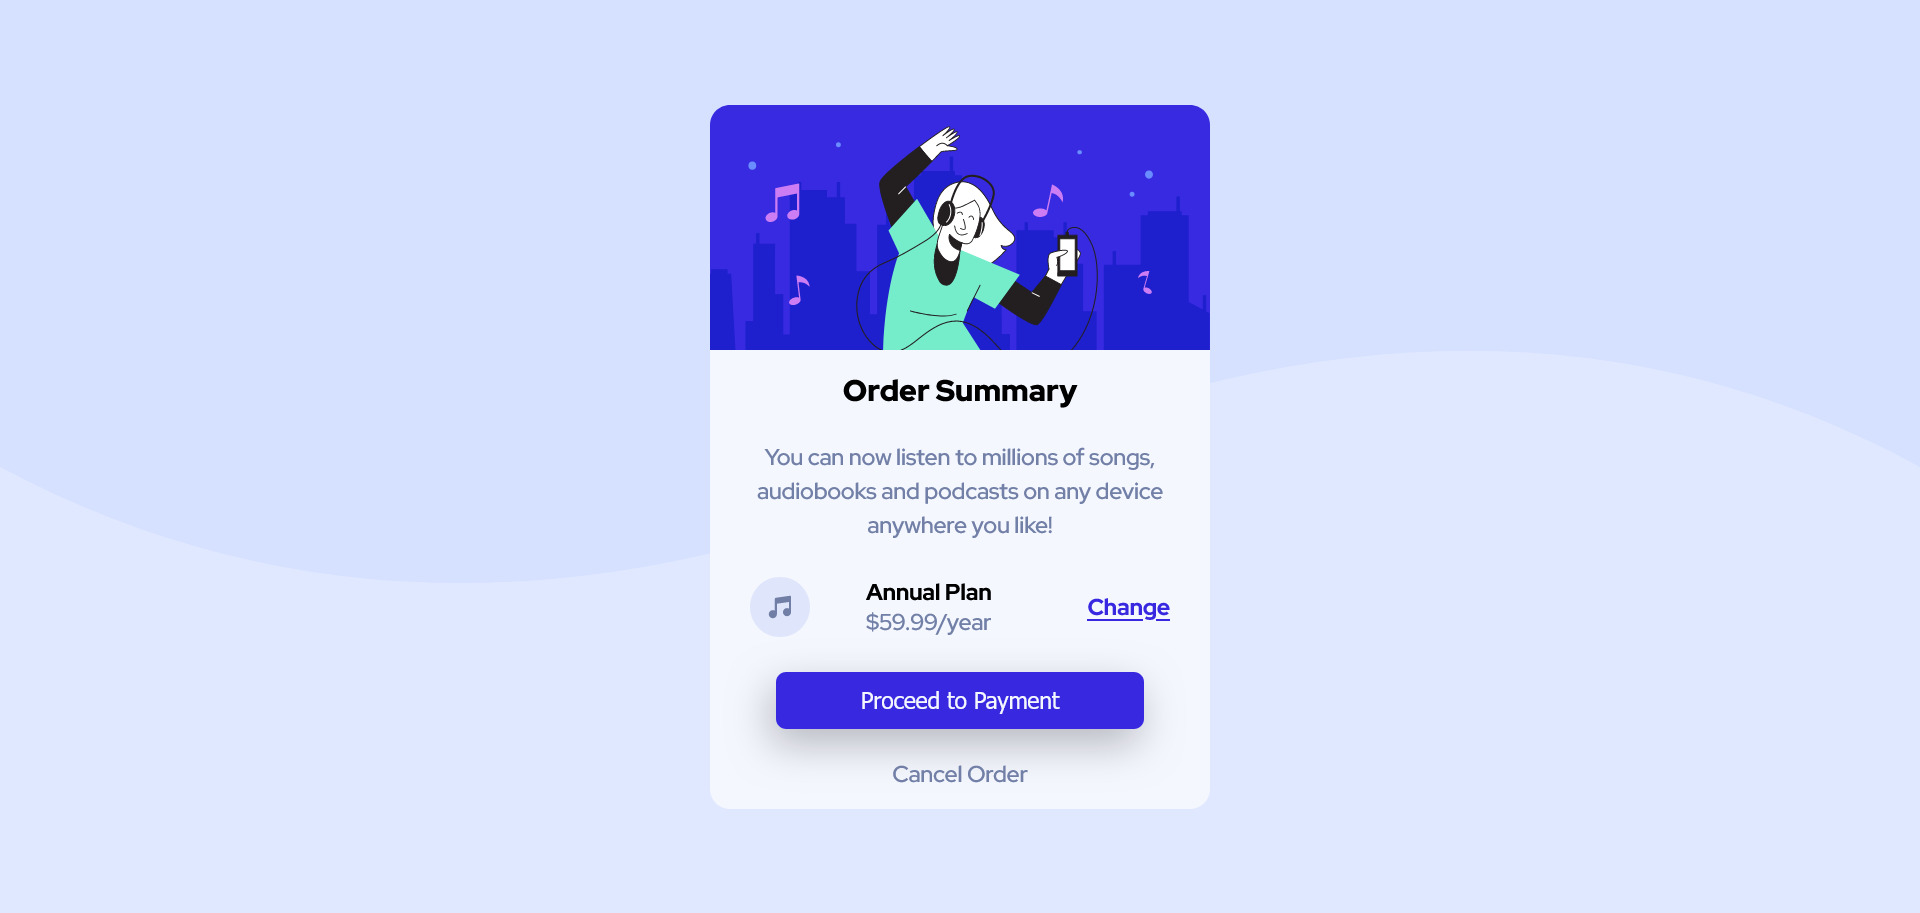 Order Summary
You can now listen to millions of songs,
audiobooks and podcasts on any device
anywhere you like!
Annual Plan
$59.99/year
Change
Proceed to Payment
Cancel Order